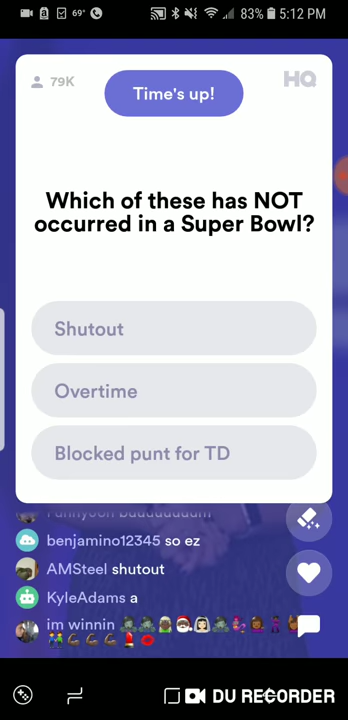 69° 83% 5:12 PM
79K Time's up! HQ
Which of these has NOT
occurred in a Super Bowl?
Shutout
Overtime
Blocked punt for TD
benjamino12345 so ez
AMSteel shutout
KyleAdams a
im winnin
DU RECORDER